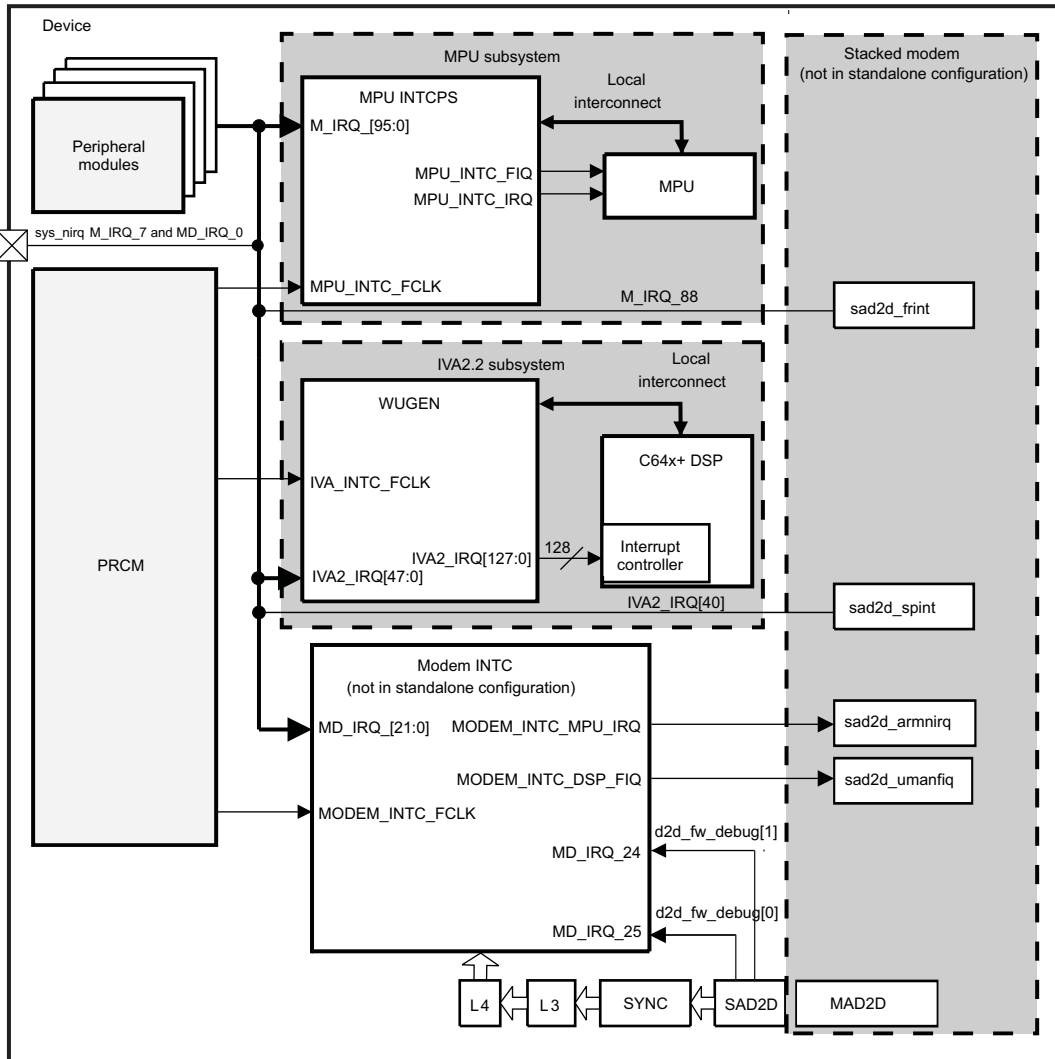 Device
MPU subsystem
Stacked modem
(not in standalone configuration)
MPU INTCPS
Local
interconnect
M_IRQ_[95:0]
Peripheral
modules
MPU_INTC_FIQ
MPU_INTC_IRQ
MPU
sys_nirq M_IRQ_7 and MD_IRQ_0
MPU_INTC_FCLK
M_IRQ_88
sad2d_frint
IVA2.2 subsystem
Local
interconnect
WUGEN
C64x+ DSP
IVA_INTC_FCLK
PRCM
IVA2_IRQ[127:0]
128
Interrupt
controller
IVA2_IRQ[47:0]
IVA2_IRQ[40]
sad2d_spint
Modem INTC
(not in standalone configuration)
MD_IRQ_[21:0]
MODEM_INTC_MPU_IRQ
sad2d_armnirq
MODEM_INTC_DSP_FIQ
sad2d_umanfiq
MODEM_INTC_FCLK
d2d_fw_debug[1]
MD_IRQ_24
d2d_fw_debug[0]
MD_IRQ_25
L4
L3
SYNC
SAD2D
MAD2D